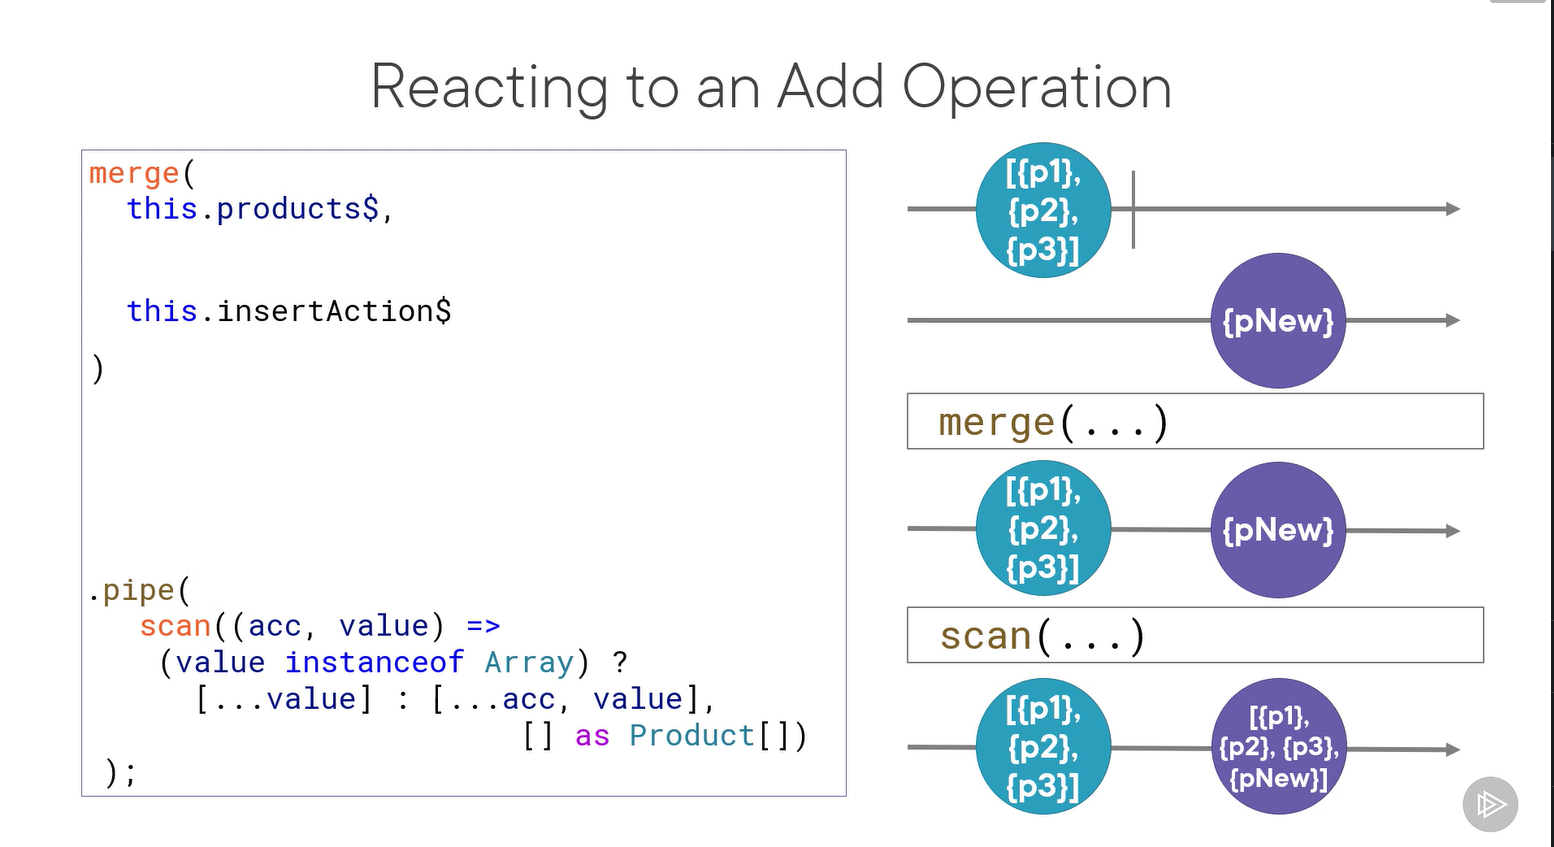 Reacting to an Add Operation
merge(
this.products$,
this.insertAction$
)
.pipe(
scan((acc, value) =>
(value instanceof Array) ?
[...value] : [...acc, value],
[] as Product[])
);
[{p1},
{p2},
{p3}]
{pNew}
merge(...)
[{p1},
{p2},
{p3}]
{pNew}
scan(...)
[{p1},
{p2},
{p3}]
[{p1},
{p2}, {p3},
{pNew}]